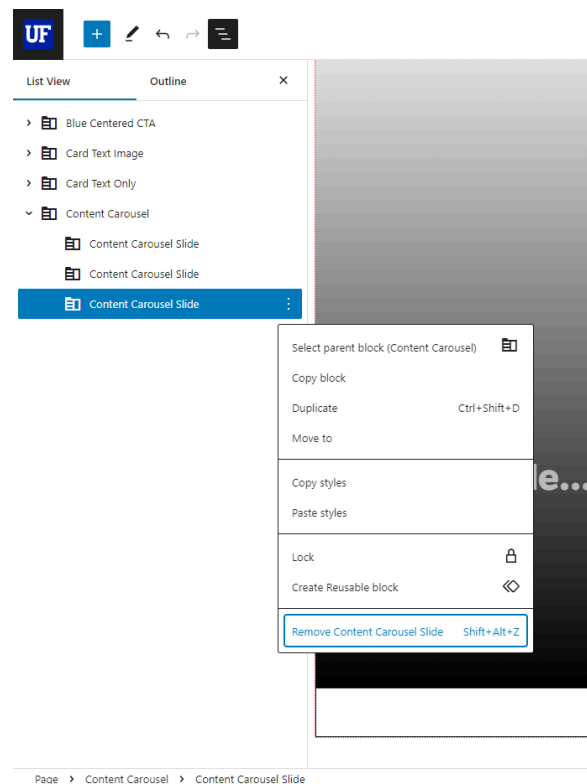 UF
List View Outline
Blue Centered CTA
Card Text Image
Card Text Only
Content Carousel
Content Carousel Slide
Content Carousel Slide
Content Carousel Slide
Select parent block (Content Carousel)
Copy block
Duplicate Ctrl+Shift+D
Move to
Copy styles
e...
Paste styles
Lock
Create Reusable block
Remove Content Carousel Slide Shift+Alt+Z
Page > Content Carousel > Content Carousel Slide